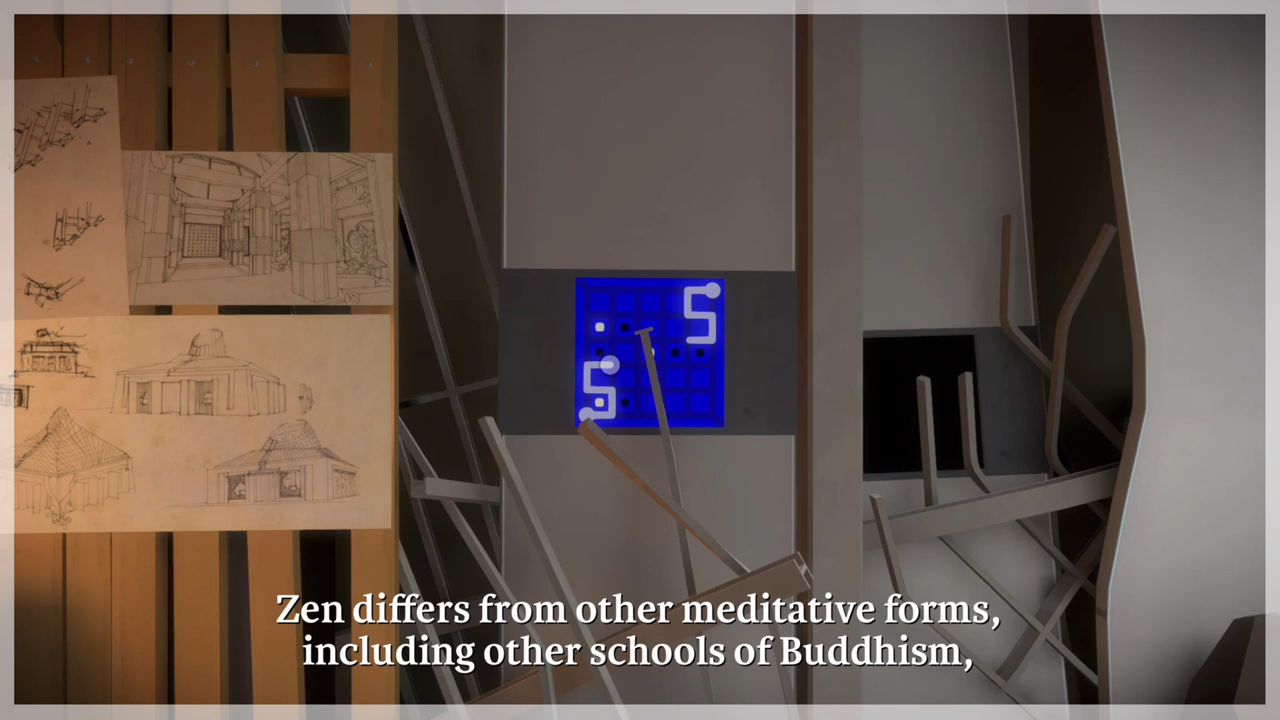 Zen differs from other meditative forms,
including other schools of Buddhism,